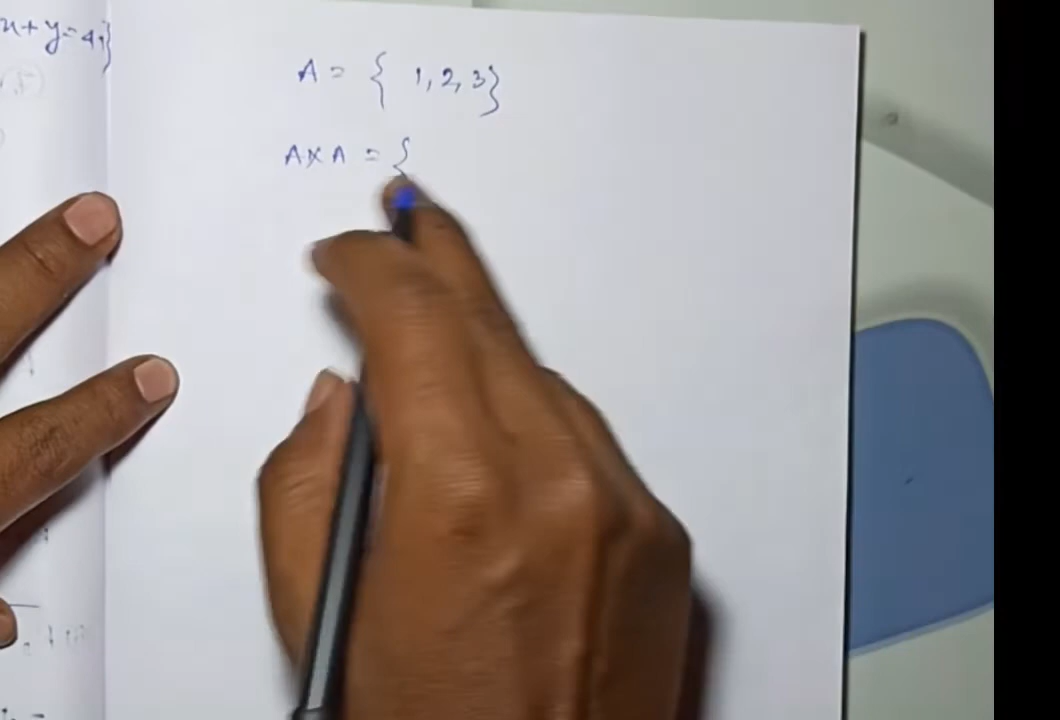 x+y=4}
A = { 1, 2, 3}
A×A = {